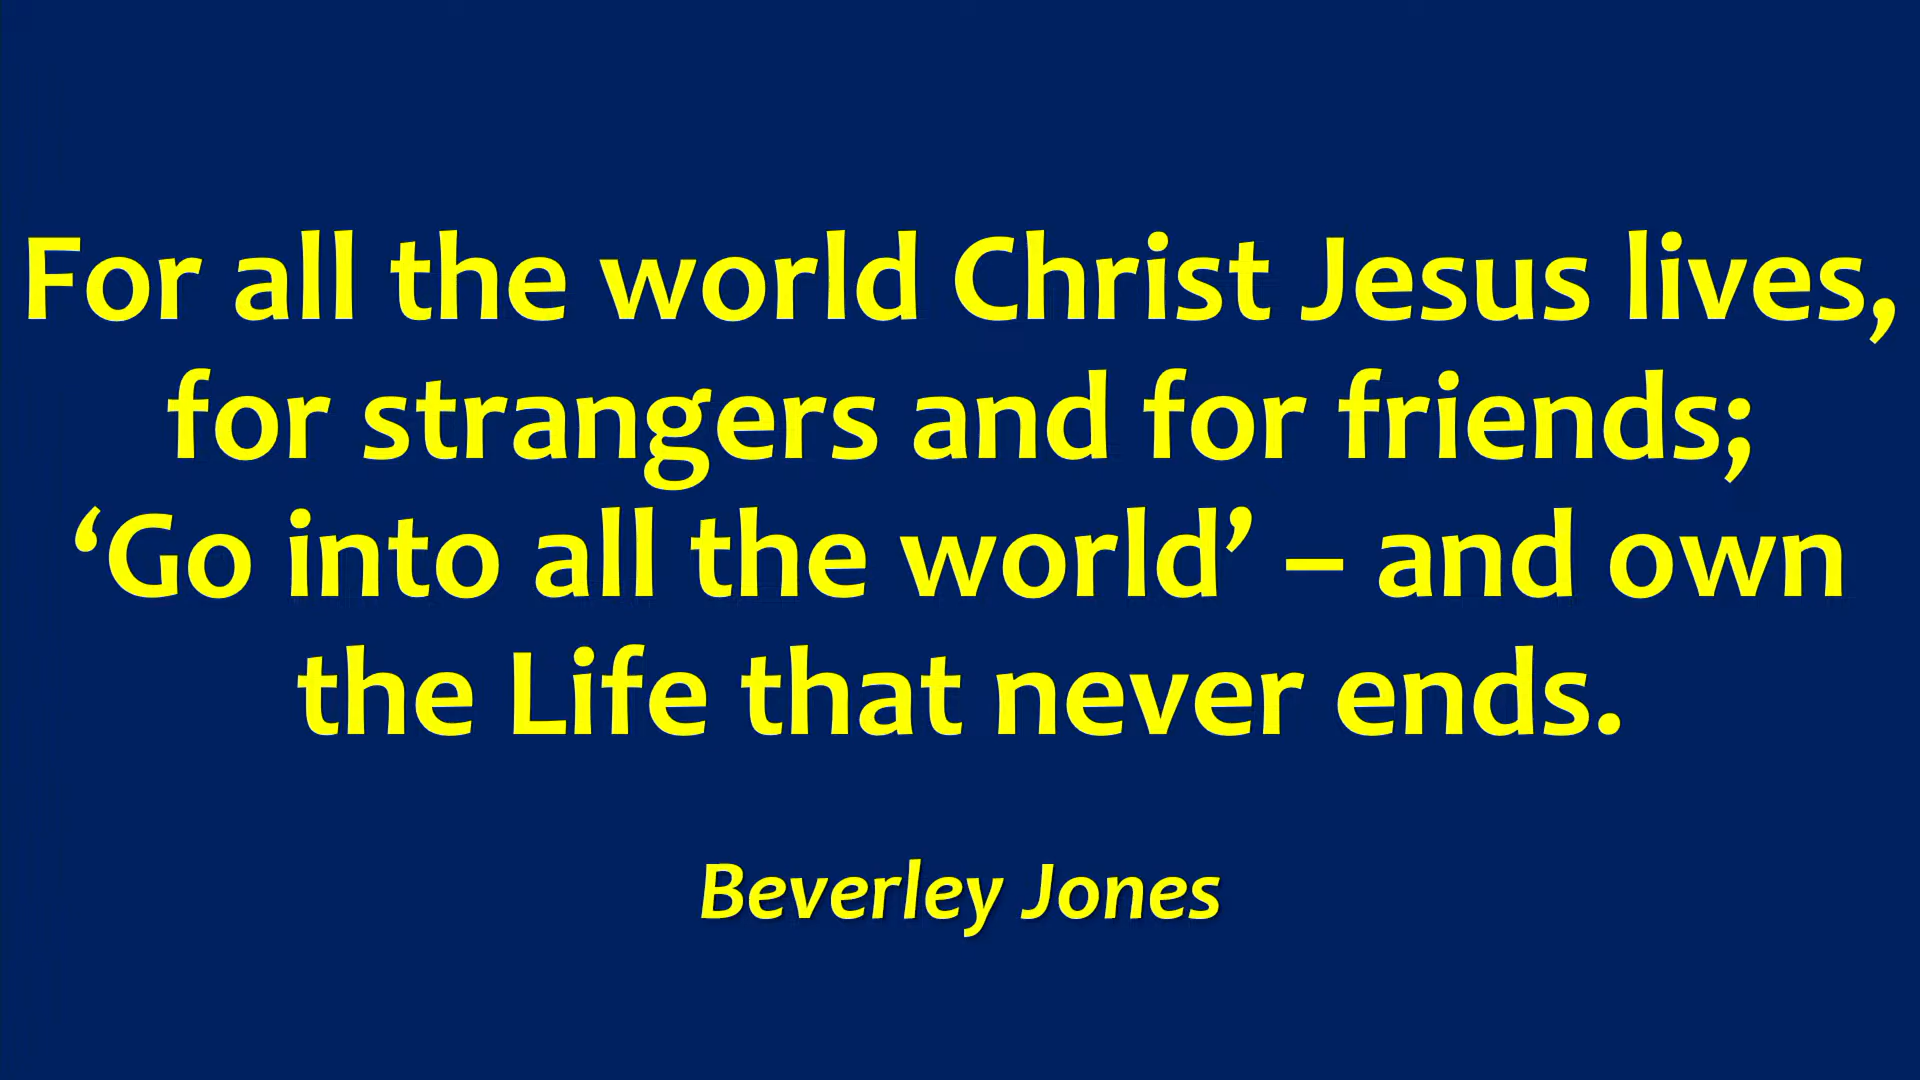 For all the world Christ Jesus lives,
for strangers and for friends;
‘Go into all the world’ – and own
the Life that never ends.
Beverley Jones